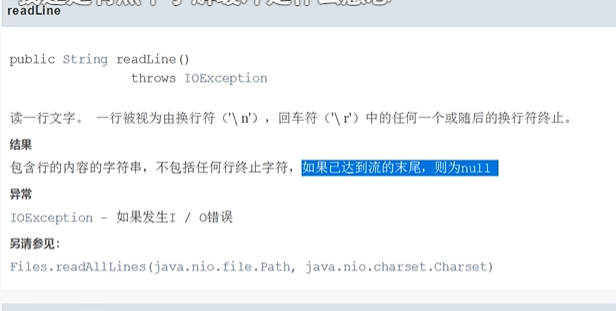 readLine
public String readLine()
throws IOException
读一行文字。 一行被视为由换行符（'\ n'），回车符（'\ r'）中的任何一个或随后的换行符终止。
结果
包含行的内容的字符串，不包括任何行终止字符，如果已达到流的末尾，则为null
异常
IOException - 如果发生I / O错误
另请参见：
Files.readAllLines(java.nio.file.Path, java.nio.charset.Charset)